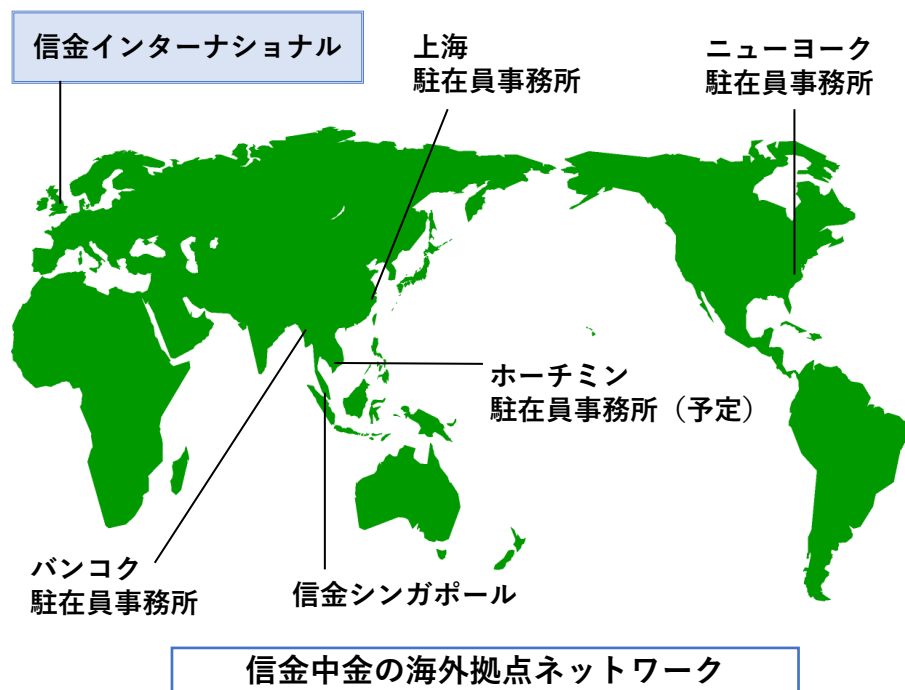 信金インターナショナル
上海
駐在員事務所
ニューヨーク
駐在員事務所
ホーチミン
駐在員事務所（予定）
バンコク
駐在員事務所
信金シンガポール
信金中金の海外拠点ネットワーク